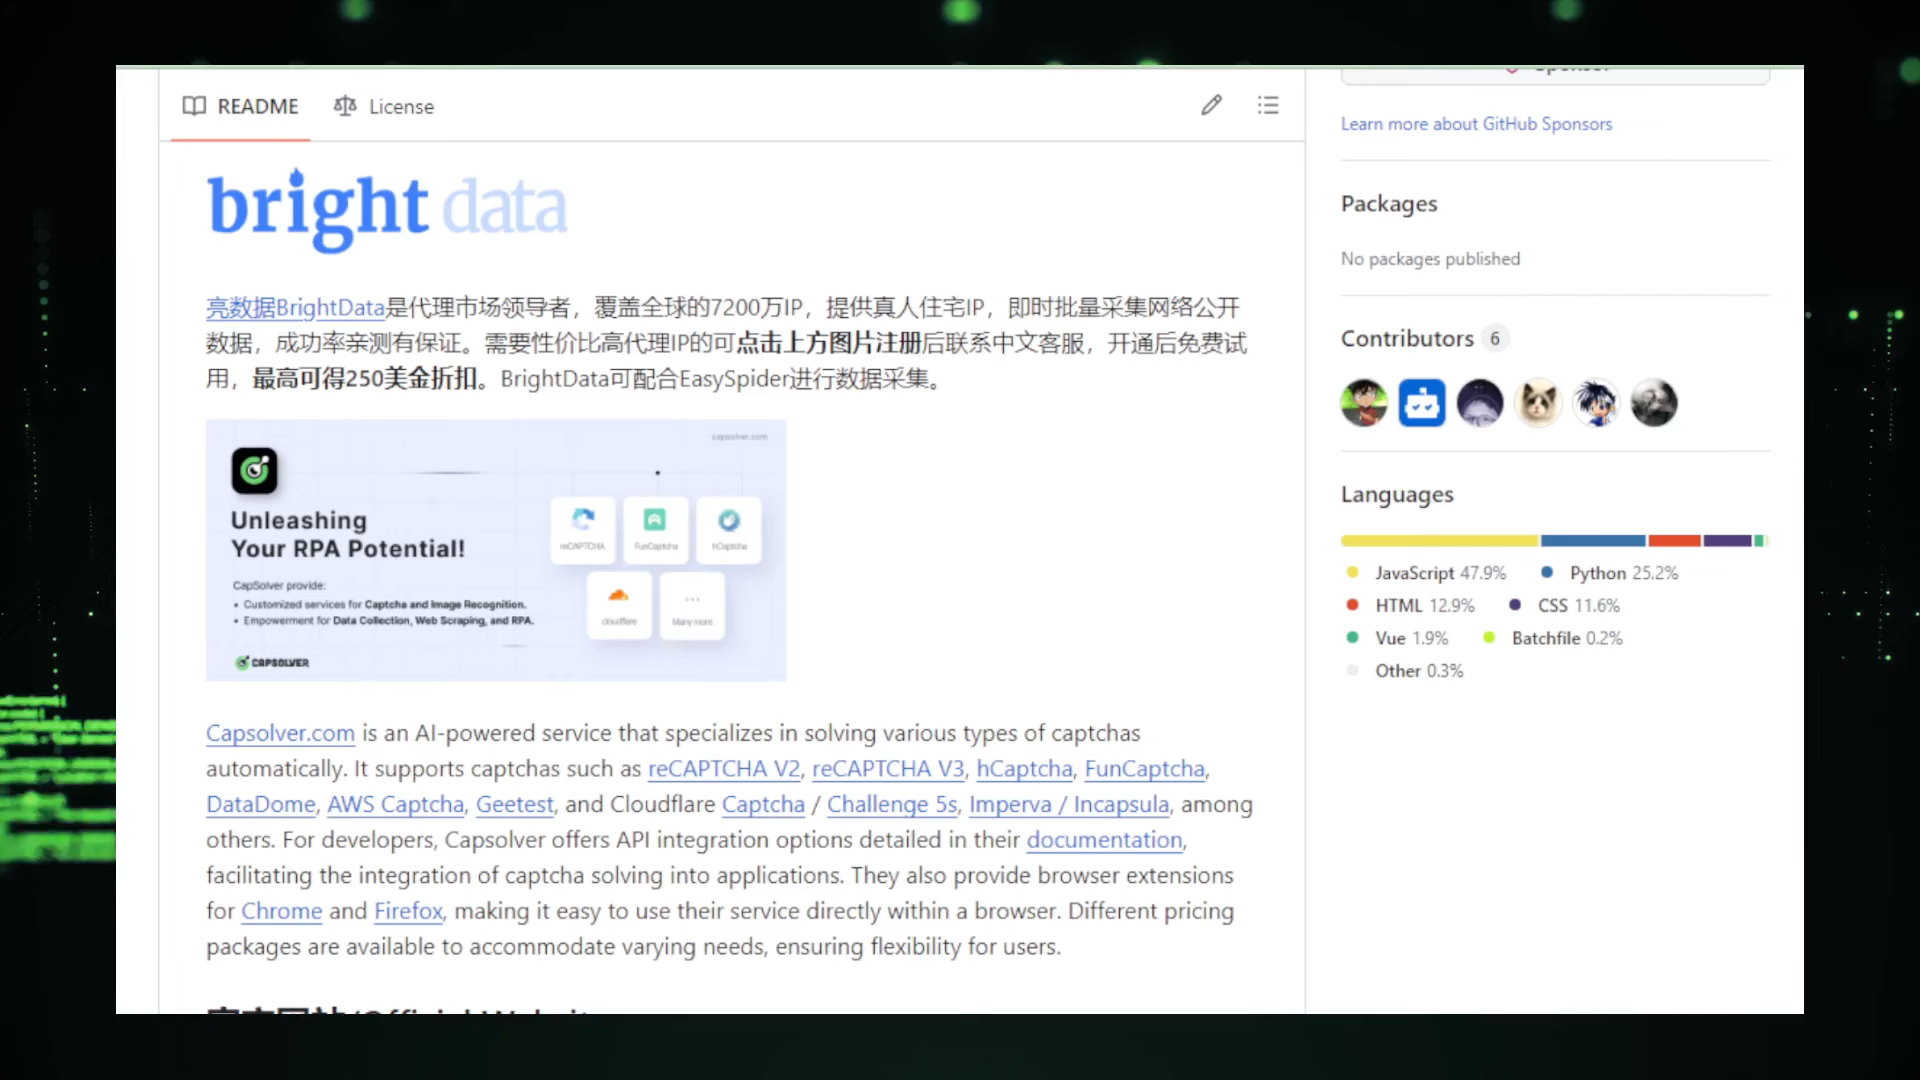 README
License
Learn more about GitHub Sponsors
bright data
Packages
No packages published
亮数据BrightData是代理市场领导者，覆盖全球的7200万IP，提供真人住宅IP，即时批量采集网络公开
数据，成功率亲测有保证。需要性价比高代理IP的可点击上方图片注册后联系中文客服，开通后免费试
用，最高可得250美金折扣。BrightData可配合EasySpider进行数据采集。
Contributors 6
capsolver.com
Unleashing
Your RPA Potential!
reCAPTCHA
FunCaptcha
hCaptcha
CapSolver provide:
• Customized services for Captcha and Image Recognition.
• Empowerment for Data Collection, Web Scraping, and RPA.
cloudflare
Many more
CAPSOLVER
Languages
JavaScript 47.9%
Python 25.2%
HTML 12.9%
CSS 11.6%
Vue 1.9%
Batchfile 0.2%
Other 0.3%
Capsolver.com is an AI-powered service that specializes in solving various types of captchas
automatically. It supports captchas such as reCAPTCHA V2, reCAPTCHA V3, hCaptcha, FunCaptcha,
DataDome, AWS Captcha, Geetest, and Cloudflare Captcha / Challenge 5s, Imperva / Incapsula, among
others. For developers, Capsolver offers API integration options detailed in their documentation,
facilitating the integration of captcha solving into applications. They also provide browser extensions
for Chrome and Firefox, making it easy to use their service directly within a browser. Different pricing
packages are available to accommodate varying needs, ensuring flexibility for users.